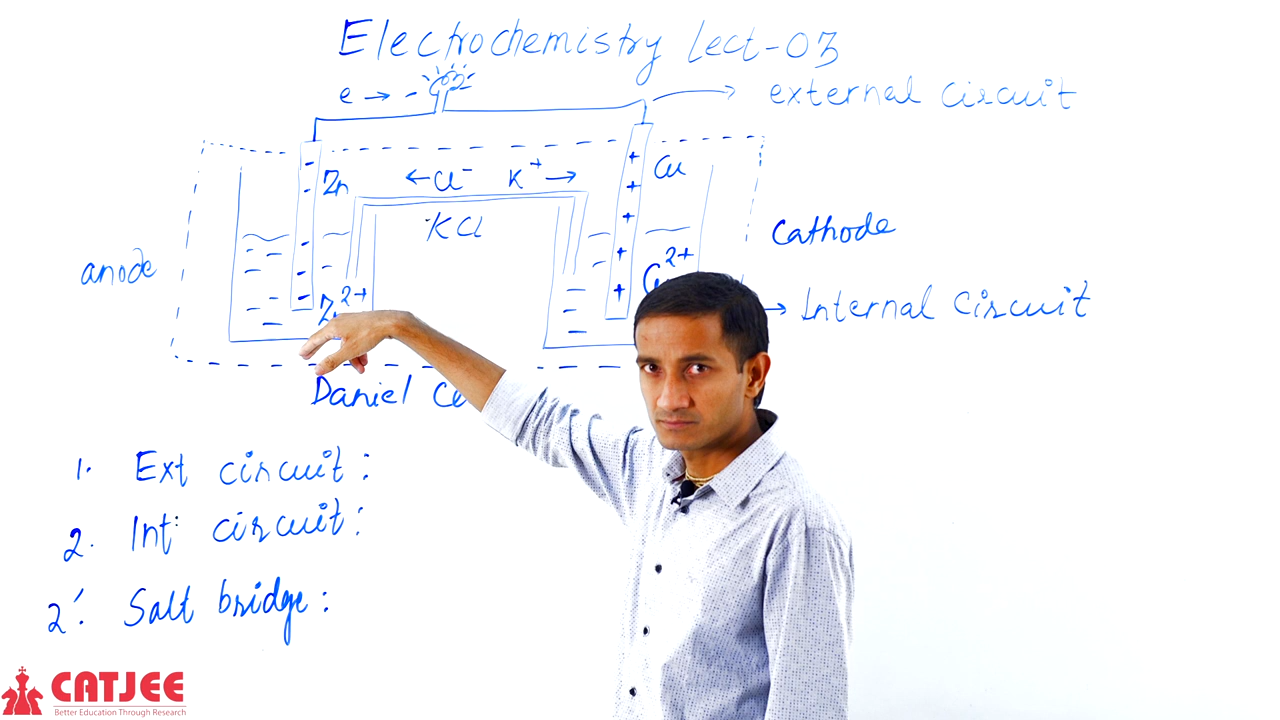 Electrochemistry Lect-03
e → -
external circuit
Zn
← Cl⁻ K⁺ →
Cu
KCl
Cathode
anode
2+
Internal Circuit
Daniel
1. Ext circuit:
2. Int. circuit:
2'. Salt bridge:
CATJEE
Better Education Through Research